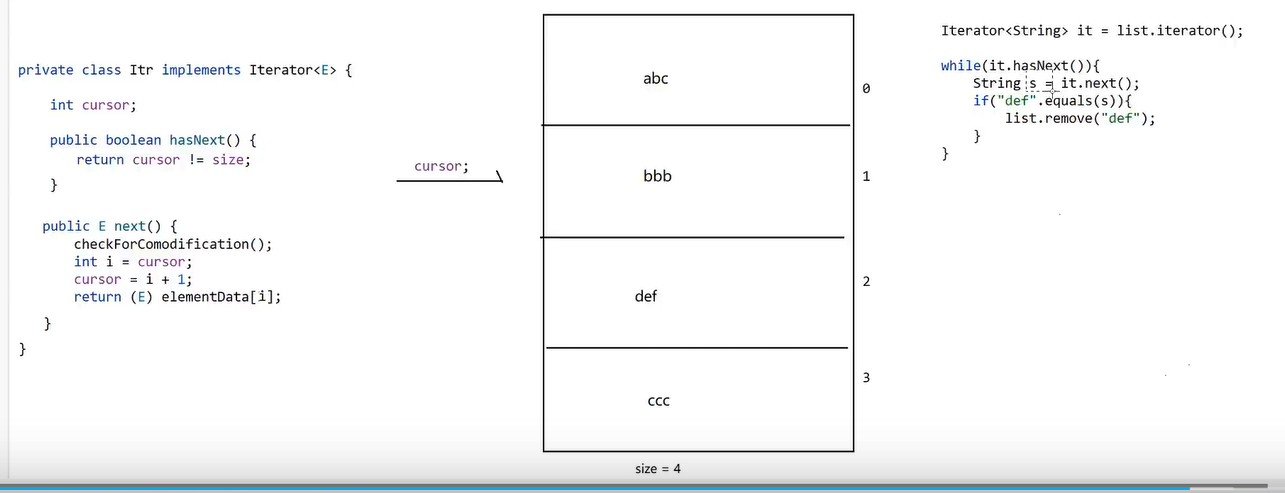 private class Itr implements Iterator<E> {
int cursor;
public boolean hasNext() {
return cursor != size;
}
public E next() {
checkForComodification();
int i = cursor;
cursor = i + 1;
return (E) elementData[i];
}
}
cursor;
abc
0
bbb
1
def
2
ccc
3
size = 4
Iterator<String> it = list.iterator();
while(it.hasNext()){
String s = it.next();
if("def".equals(s)){
list.remove("def");
}
}